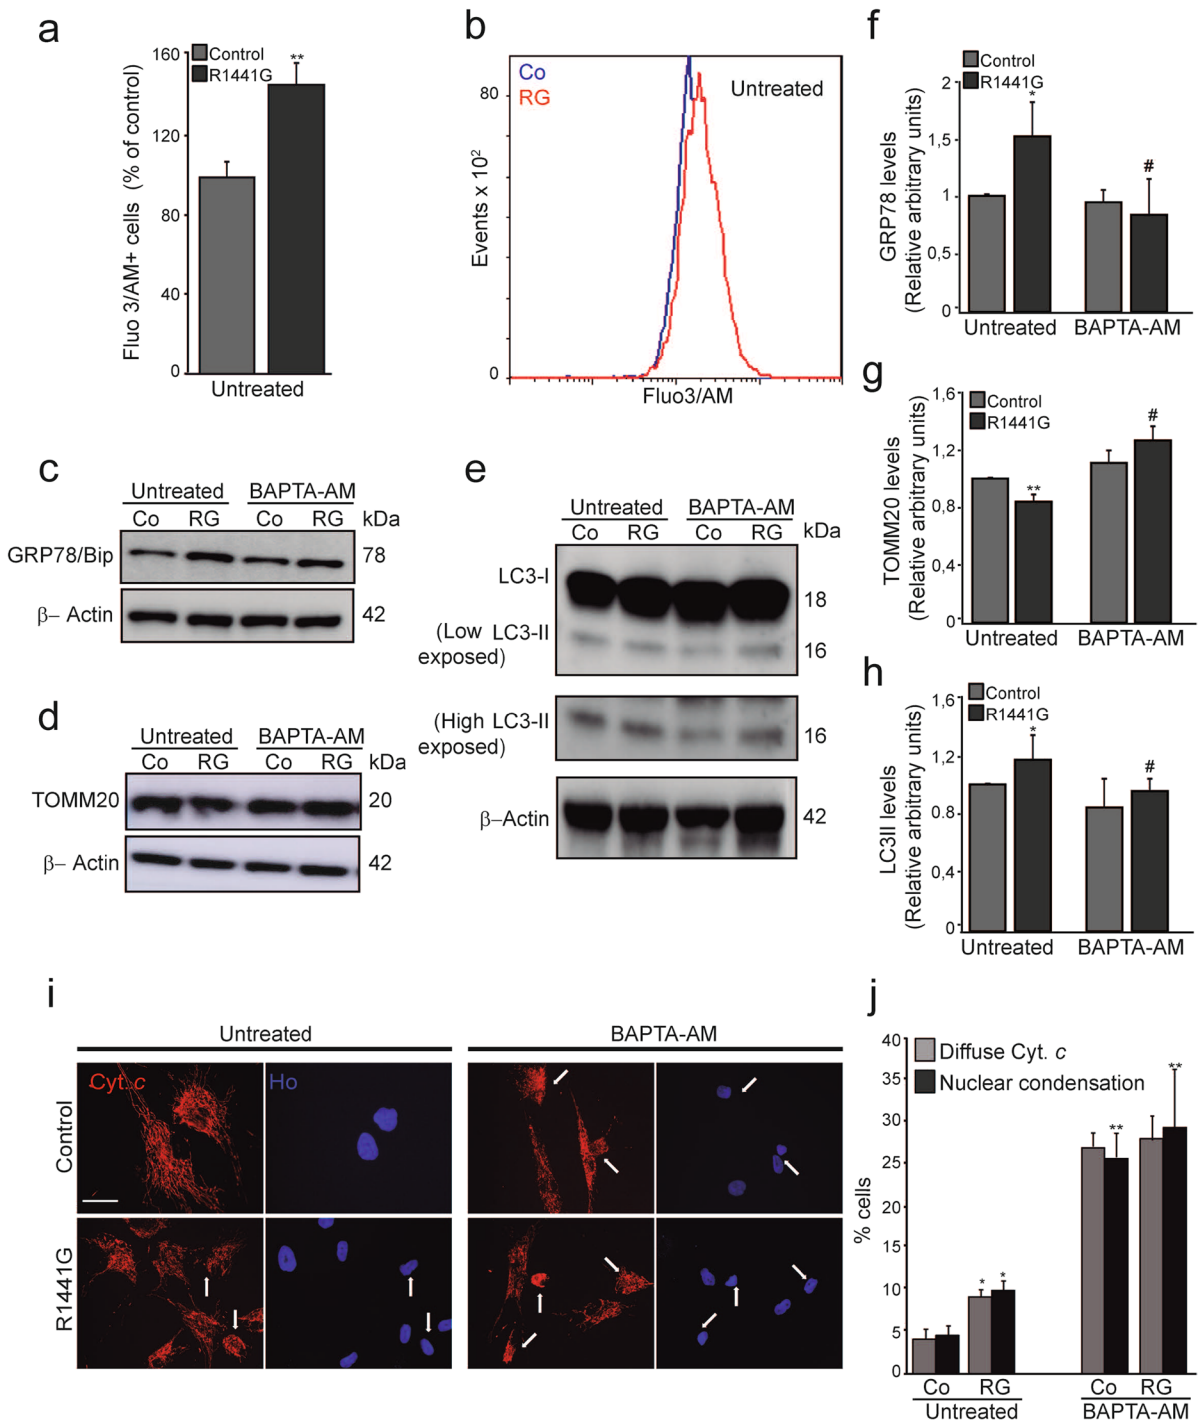 a
Control
R1441G
**
160
120
80
40
0
Fluo 3/AM+ cells (% of control)
Untreated
b
Co
RG
Untreated
80
0
Events x 10²
Fluo3/AM
c
Untreated BAPTA-AM
Co RG Co RG kDa
GRP78/Bip 78
β– Actin 42
d
Untreated BAPTA-AM
Co RG Co RG kDa
TOMM20 20
β– Actin 42
e
Untreated BAPTA-AM
Co RG Co RG kDa
LC3-I 18
(Low LC3-II 16
exposed)
(High LC3-II 16
exposed)
β–Actin 42
f
Control
R1441G
2
1,5
1
0,5
0
* #
GRP78 levels
(Relative arbitrary units)
Untreated BAPTA-AM
g
Control
R1441G
1,6
1,2
0,8
0,4
0
** #
TOMM20 levels
(Relative arbitrary units)
Untreated BAPTA-AM
h
Control
R1441G
1,6
1,2
0,8
0,4
0
* #
LC3II levels
(Relative arbitrary units)
Untreated BAPTA-AM
i
Untreated BAPTA-AM
Cyt. c Ho
Control
R1441G
j
Diffuse Cyt. c
Nuclear condensation
40
35
30
25
20
15
10
5
0
* * ** **
% cells
Co RG Co RG
Untreated BAPTA-AM